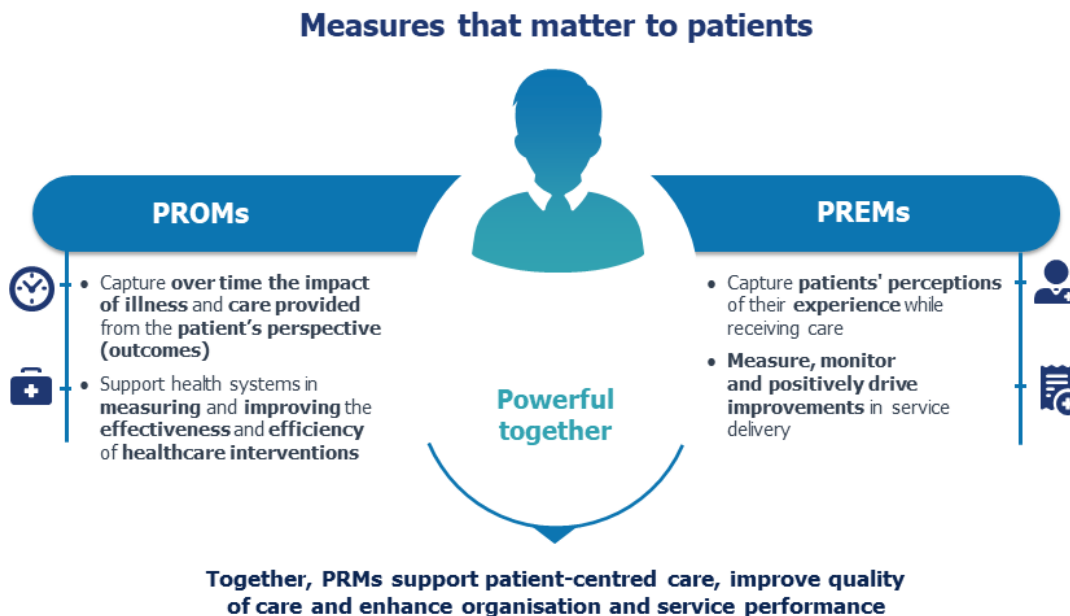 Measures that matter to patients
PROMs
• Capture over time the impact
of illness and care provided
from the patient's perspective
(outcomes)
• Support health systems in
measuring and improving the
effectiveness and efficiency
of healthcare interventions
Powerful
together
PREMs
• Capture patients' perceptions
of their experience while
receiving care
• Measure, monitor
and positively drive
improvements in service
delivery
Together, PRMs support patient-centred care, improve quality
of care and enhance organisation and service performance